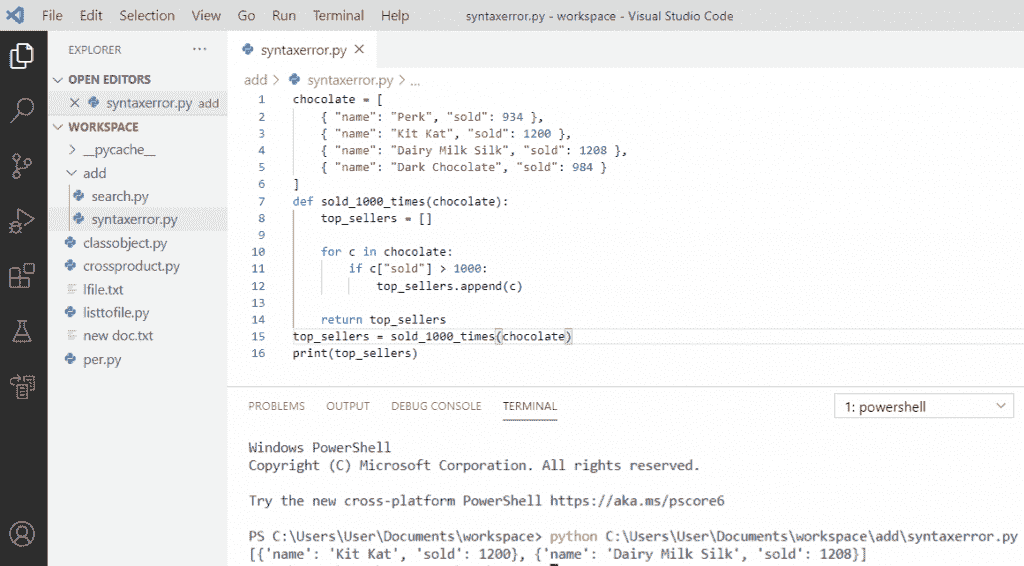 File Edit Selection View Go Run Terminal Help syntaxerror.py - workspace - Visual Studio Code
EXPLORER ...
OPEN EDITORS
syntaxerror.py add
WORKSPACE
__pycache__
add
search.py
syntaxerror.py
classobject.py
crossproduct.py
lfile.txt
listtofile.py
new doc.txt
per.py
syntaxerror.py
add > syntaxerror.py > ...
1 chocolate = [
2     { "name": "Perk", "sold": 934 },
3     { "name": "Kit Kat", "sold": 1200 },
4     { "name": "Dairy Milk Silk", "sold": 1208 },
5     { "name": "Dark Chocolate", "sold": 984 }
6 ]
7 def sold_1000_times(chocolate):
8     top_sellers = []
9
10     for c in chocolate:
11         if c["sold"] > 1000:
12             top_sellers.append(c)
13
14     return top_sellers
15 top_sellers = sold_1000_times(chocolate)
16 print(top_sellers)
PROBLEMS OUTPUT DEBUG CONSOLE TERMINAL 1: powershell
Windows PowerShell
Copyright (C) Microsoft Corporation. All rights reserved.
Try the new cross-platform PowerShell https://aka.ms/pscore6
PS C:\Users\User\Documents\workspace> python C:\Users\User\Documents\workspace\add\syntaxerror.py
[{'name': 'Kit Kat', 'sold': 1200}, {'name': 'Dairy Milk Silk', 'sold': 1208}]